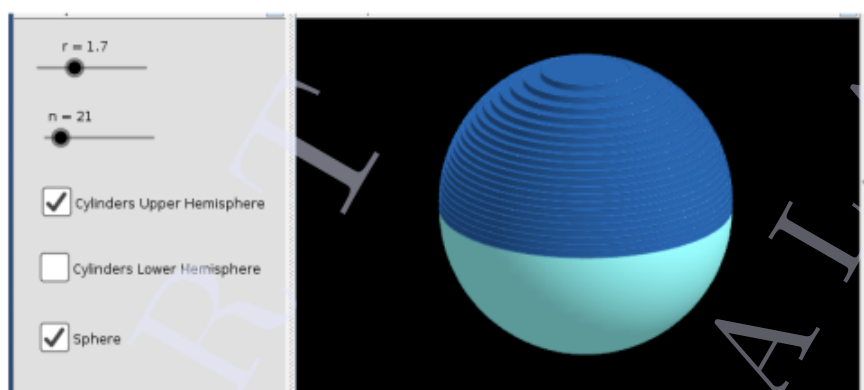 r = 1.7
n = 21
Cylinders Upper Hemisphere
Cylinders Lower Hemisphere
Sphere